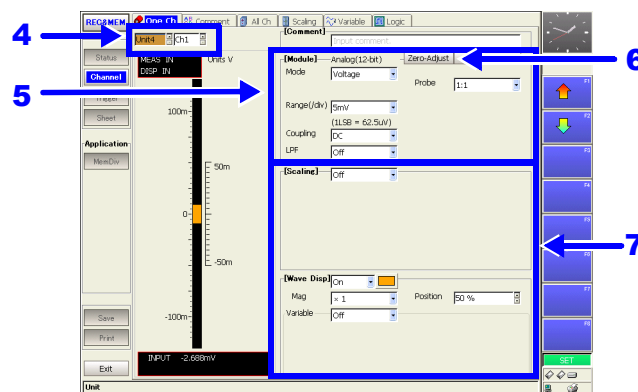 REC&MEM One Ch Comment All Ch Scaling Variable Logic
4 Unit4 Ch1
[Comment]
Input comment...
Status
Channel
Trigger
Sheet
Application
MemDiv
Save
Print
Exit
MEAS IN Units V
DISP IN
100m
50m
0
-50m
-100m
INPUT -2.688mV
5
[Module] Analog(12-bit) Zero-Adjust
6
Mode Voltage
Probe 1:1
Range(/div) 5mV
(1LSB = 62.5uV)
Coupling DC
LPF Off
[Scaling] Off
7
[Wave Disp] On
Mag × 1 Position 50 %
Variable Off
F1
F2
F3
F4
F5
F6
F7
F8
SET
Unit